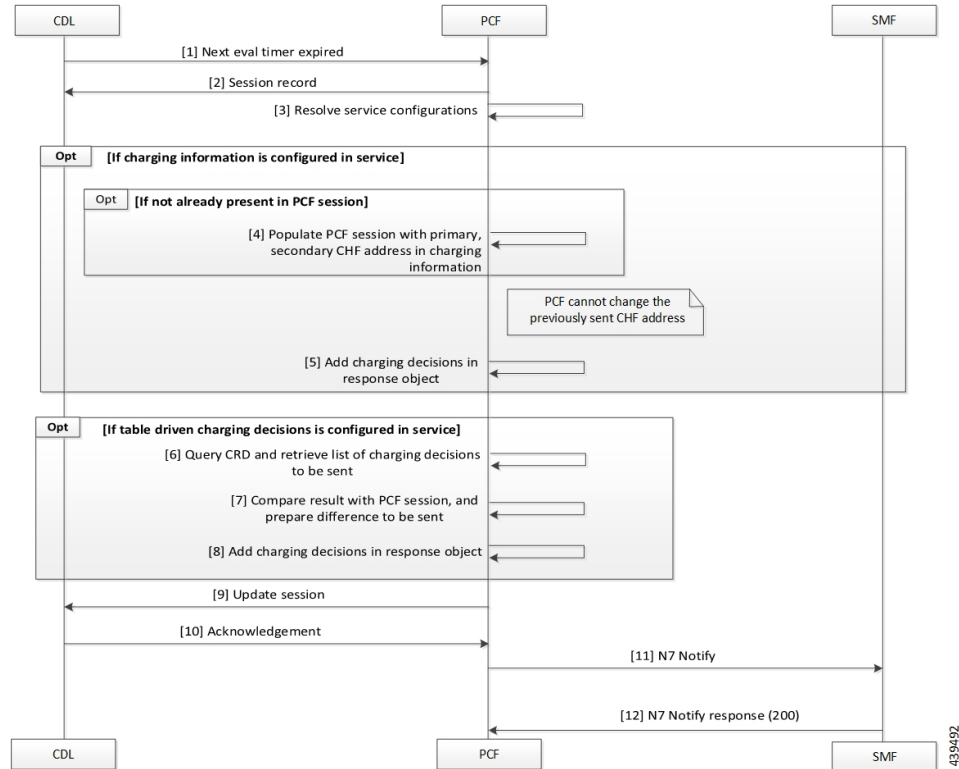 CDL
PCF
SMF
[1] Next eval timer expired
[2] Session record
[3] Resolve service configurations
Opt
[If charging information is configured in service]
Opt
[If not already present in PCF session]
[4] Populate PCF session with primary,
secondary CHF address in charging
information
PCF cannot change the
previously sent CHF address
[5] Add charging decisions in
response object
Opt
[If table driven charging decisions is configured in service]
[6] Query CRD and retrieve list of charging decisions
to be sent
[7] Compare result with PCF session, and
prepare difference to be sent
[8] Add charging decisions in response object
[9] Update session
[10] Acknowledgement
[11] N7 Notify
[12] N7 Notify response (200)
CDL
PCF
SMF
439492